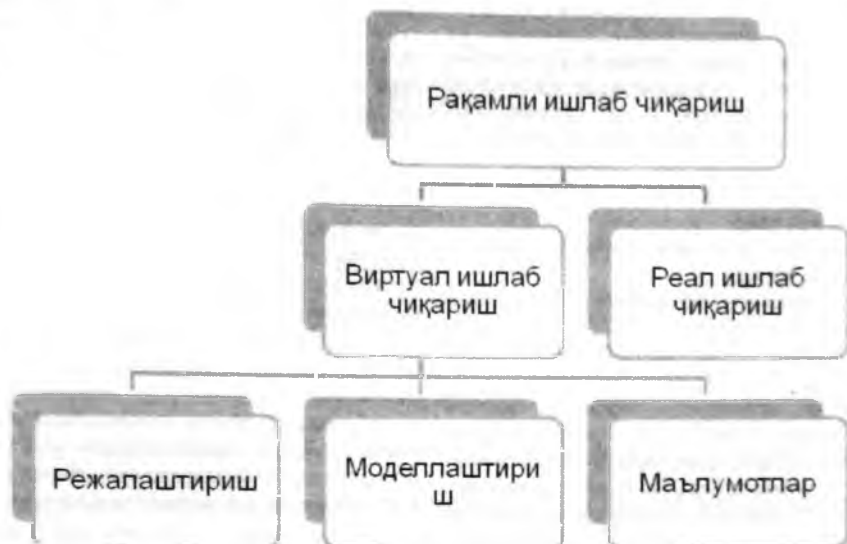 Рақамли ишлаб чиқариш
Виртуал ишлаб
чиқариш
Реал ишлаб
чиқариш
Режалаштириш
Моделлаштири
ш
Маълумотлар